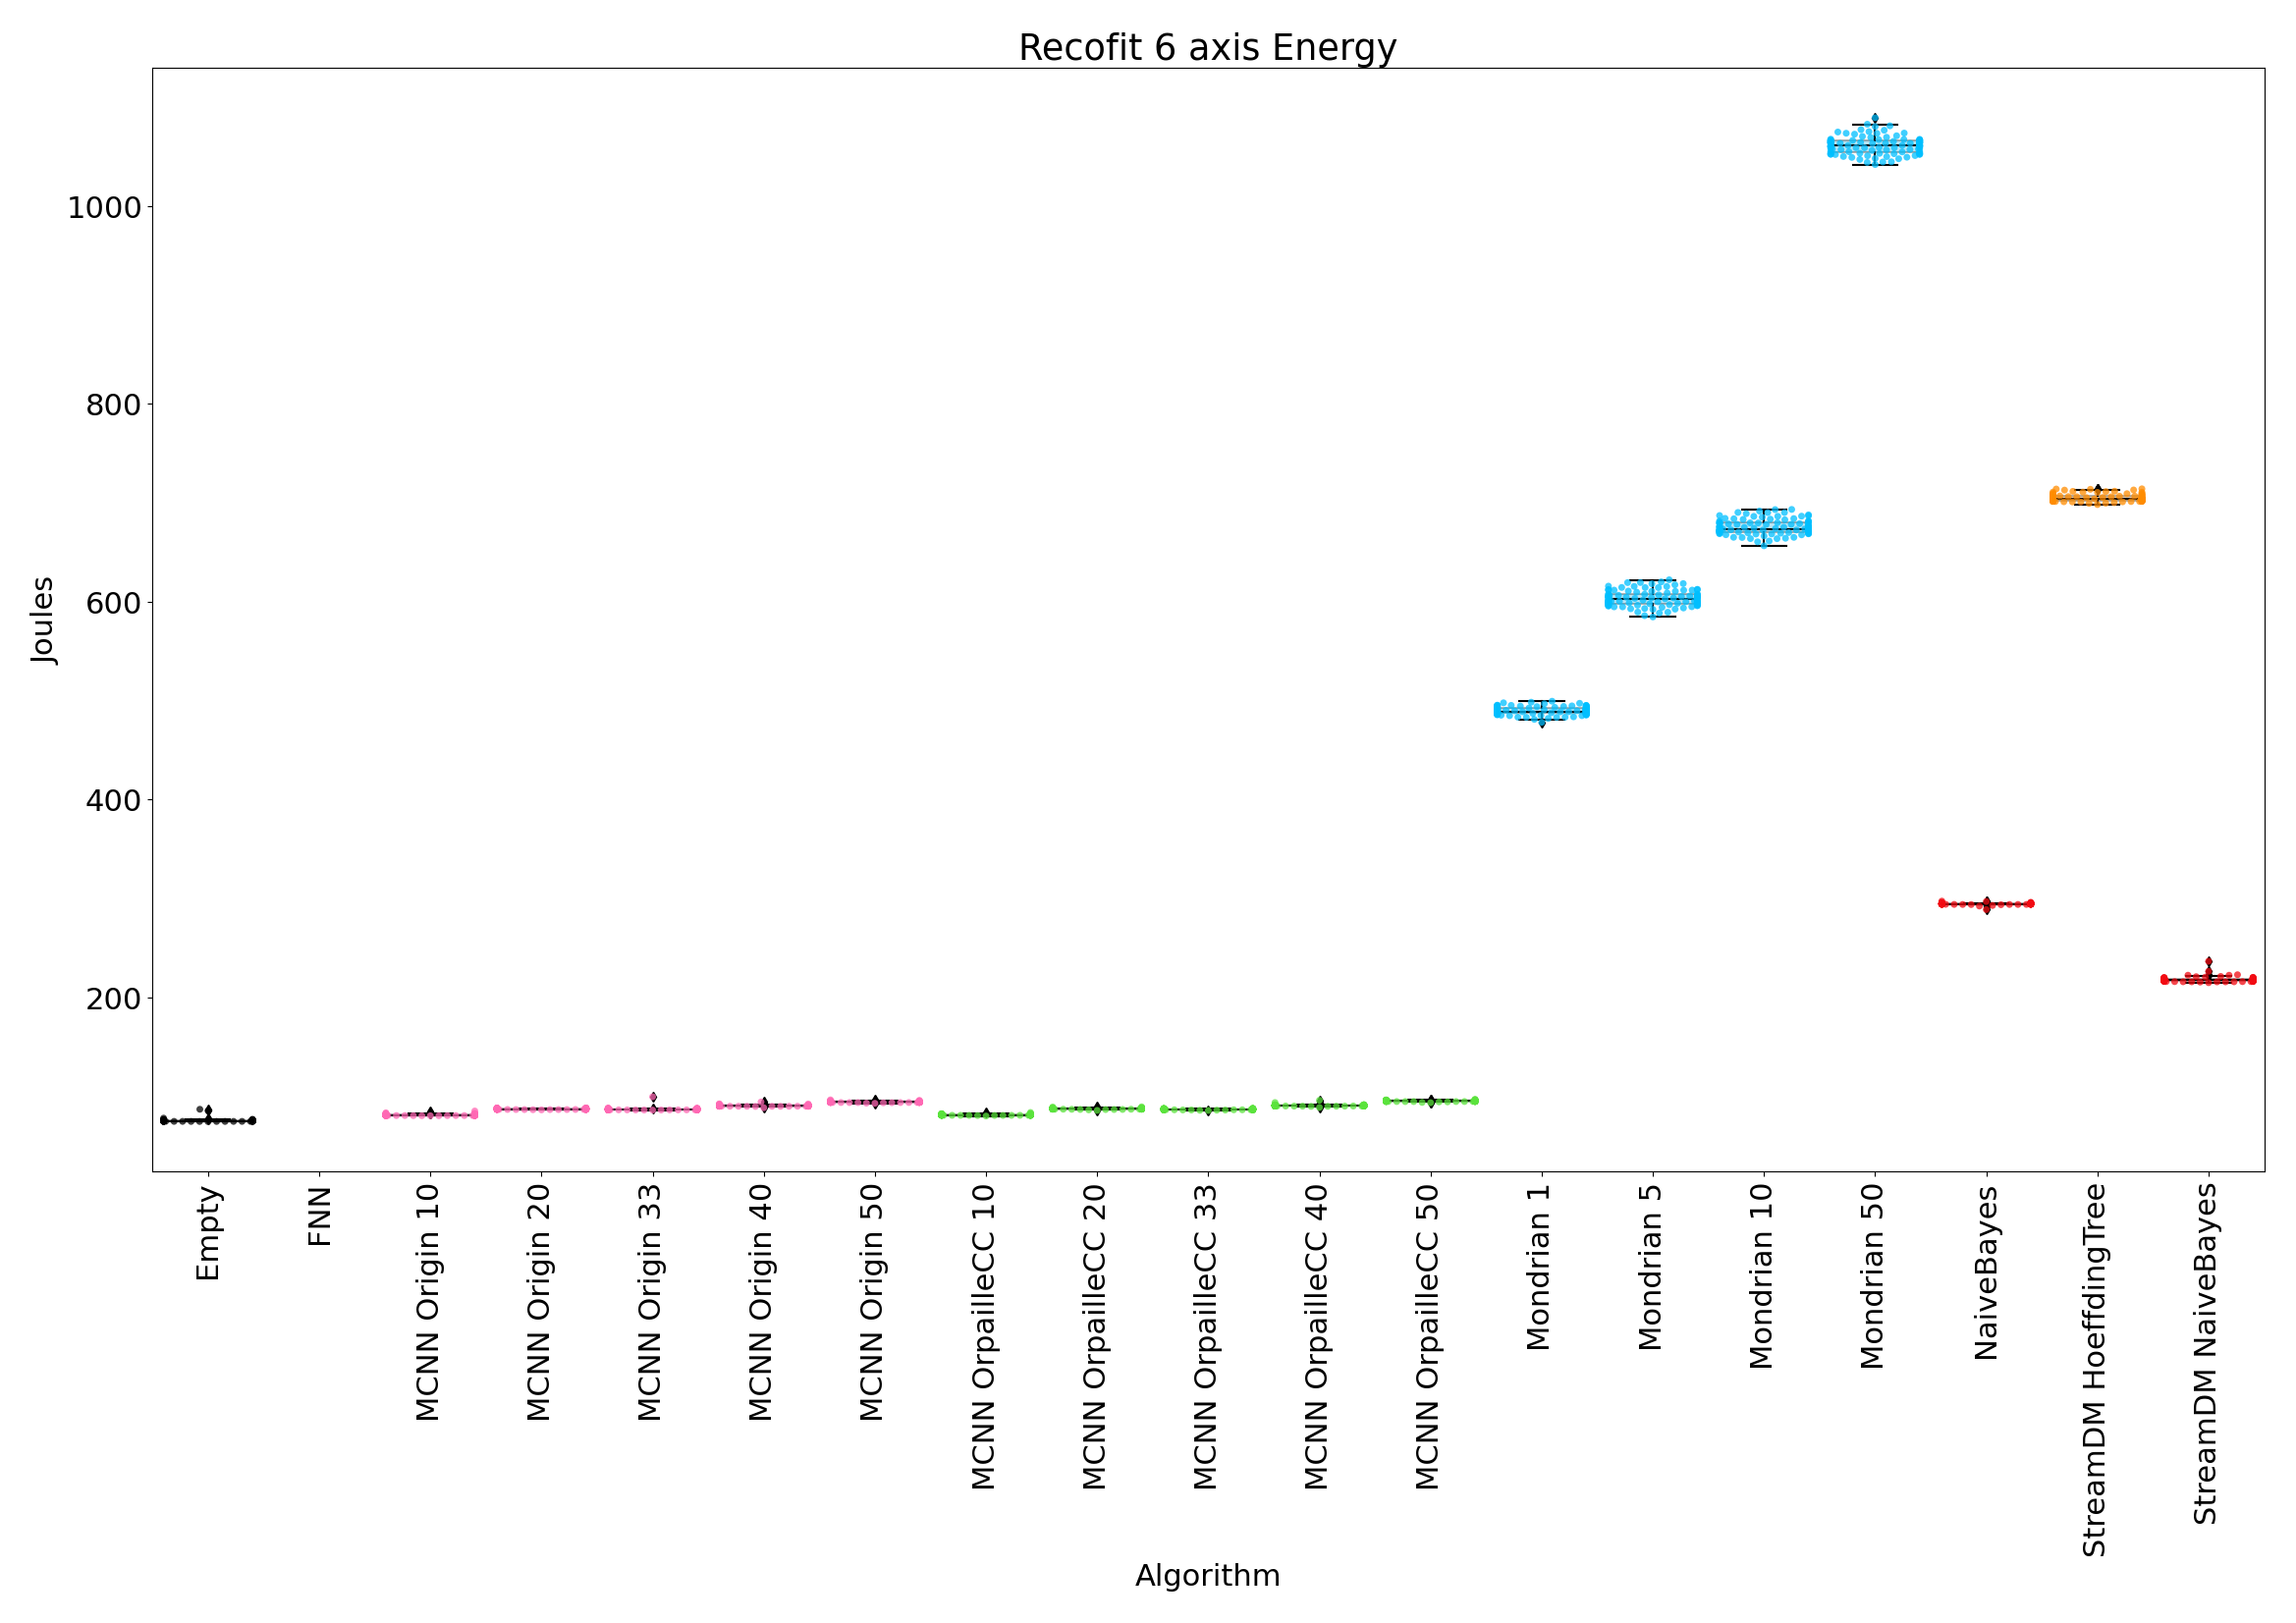 Recofit 6 axis Energy
1000
800
600
400
200
Joules
Empty
FNN
MCNN Origin 10
MCNN Origin 20
MCNN Origin 33
MCNN Origin 40
MCNN Origin 50
MCNN OrpailleCC 10
MCNN OrpailleCC 20
MCNN OrpailleCC 33
MCNN OrpailleCC 40
MCNN OrpailleCC 50
Mondrian 1
Mondrian 5
Mondrian 10
Mondrian 50
NaiveBayes
StreamDM HoeffdingTree
StreamDM NaiveBayes
Algorithm